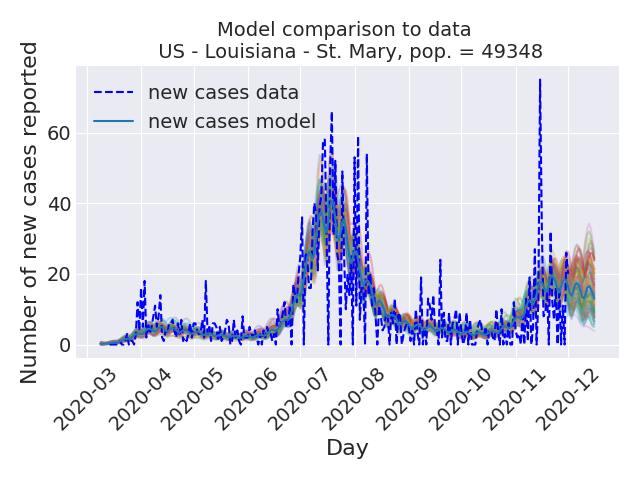 Model comparison to data
US - Louisiana - St. Mary, pop. = 49348
Number of new cases reported
new cases data
new cases model
60
40
20
0
2020-03
2020-04
2020-05
2020-06
2020-07
2020-08
2020-09
2020-10
2020-11
2020-12
Day